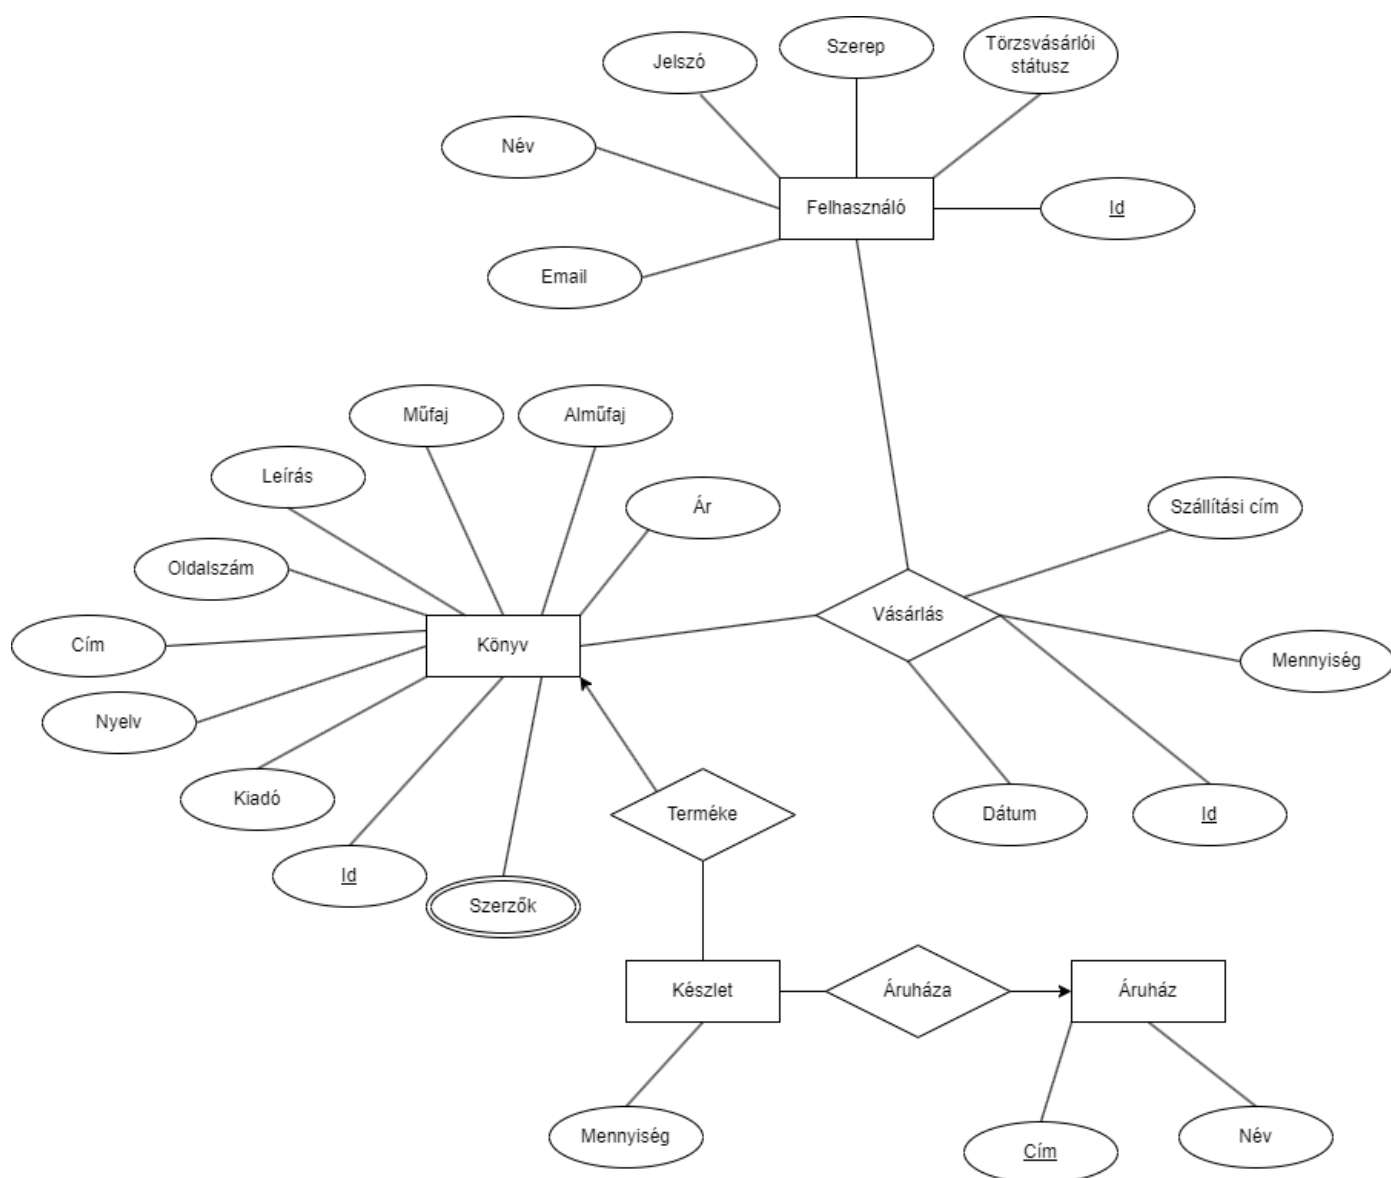 Szerep
Törzsvásárlói
státusz
Jelszó
Név
Felhasználó
Id
Email
Műfaj
Alműfaj
Leírás
Ár
Szállítási cím
Oldalszám
Vásárlás
Cím
Könyv
Mennyiség
Nyelv
Kiadó
Terméke
Dátum
Id
Id
Szerzők
Készlet
Áruháza
Áruház
Mennyiség
Cím
Név